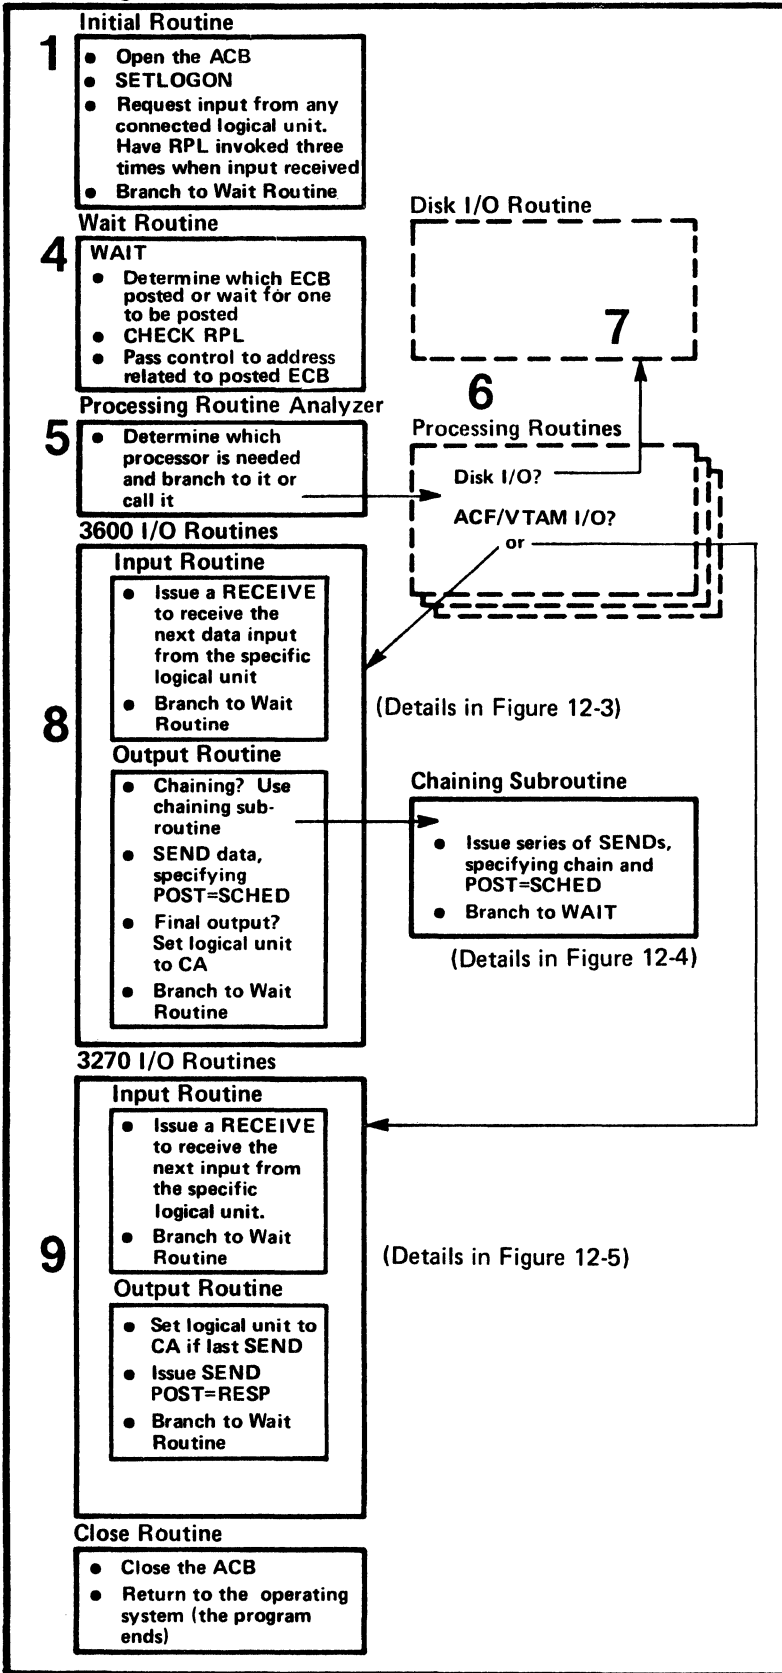 Initial Routine
1
● Open the ACB
● SETLOGON
● Request input from any
connected logical unit.
Have RPL invoked three
times when input received
● Branch to Wait Routine
Wait Routine
4
WAIT
● Determine which ECB
posted or wait for one
to be posted
● CHECK RPL
● Pass control to address
related to posted ECB
Disk I/O Routine
7
Processing Routine Analyzer
5
● Determine which
processor is needed
and branch to it or
call it
6
Processing Routines
Disk I/O?
ACF/VTAM I/O?
or
3600 I/O Routines
8
Input Routine
● Issue a RECEIVE
to receive the
next data input
from the specific
logical unit
● Branch to Wait
Routine
(Details in Figure 12-3)
Output Routine
● Chaining? Use
chaining sub-
routine
● SEND data,
specifying
POST=SCHED
● Final output?
Set logical unit
to CA
● Branch to Wait
Routine
Chaining Subroutine
● Issue series of SENDs,
specifying chain and
POST=SCHED
● Branch to WAIT
(Details in Figure 12-4)
3270 I/O Routines
9
Input Routine
● Issue a RECEIVE
to receive the
next input from
the specific
logical unit.
● Branch to Wait
Routine
(Details in Figure 12-5)
Output Routine
● Set logical unit to
CA if last SEND
● Issue SEND
POST=RESP
● Branch to Wait
Routine
Close Routine
● Close the ACB
● Return to the operating
system (the program
ends)